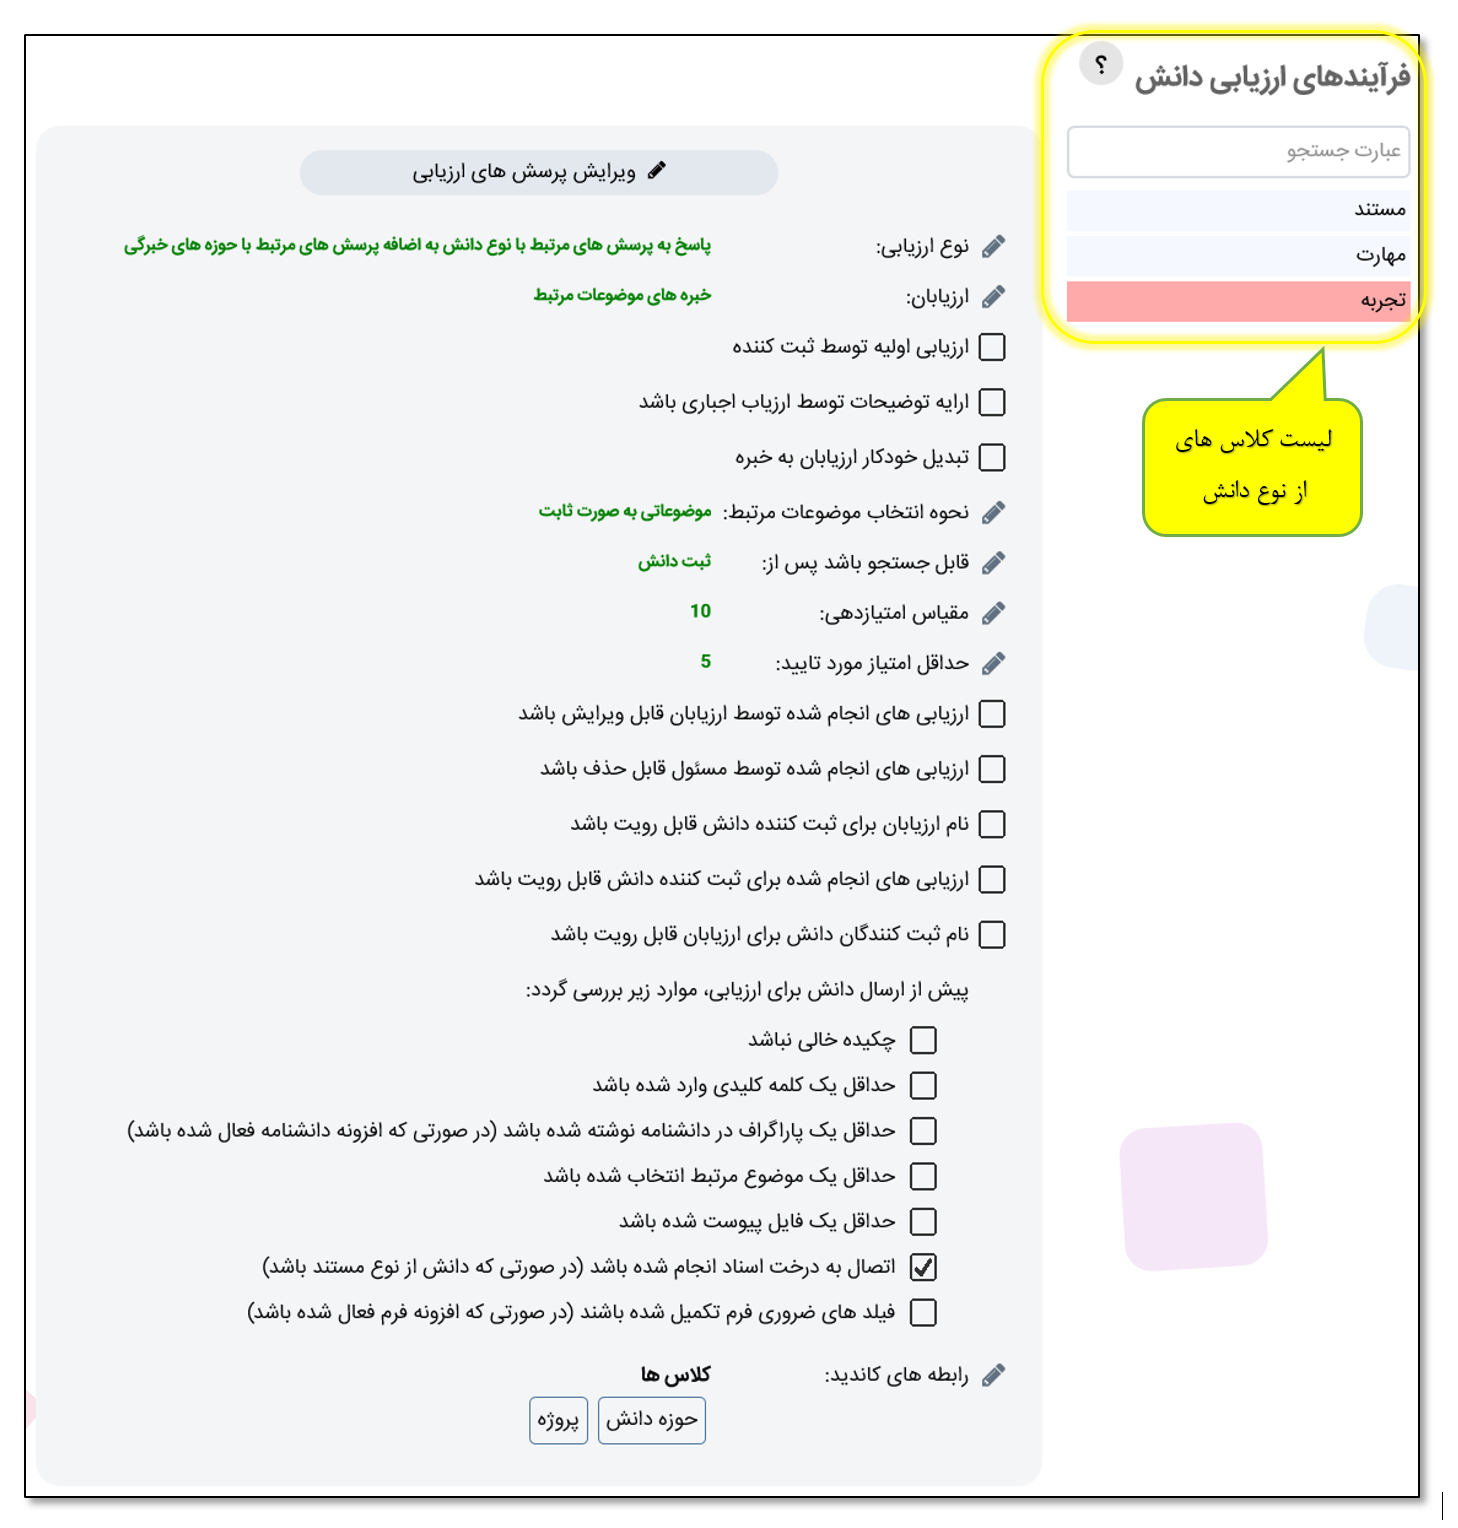 فرآیندهای ارزیابی دانش ؟
عبارت جستجو
مستند
مهارت
تجربه
لیست کلاس های
از نوع دانش
ویرایش پرسش های ارزیابی
نوع ارزیابی: پاسخ به پرسش های مرتبط با نوع دانش به اضافه پرسش های مرتبط با حوزه های خبرگی
ارزیابان: خبره های موضوعات مرتبط
ارزیابی اولیه توسط ثبت کننده
ارایه توضیحات توسط ارزیاب اجباری باشد
تبدیل خودکار ارزیابان به خبره
نحوه انتخاب موضوعات مرتبط: موضوعاتی به صورت ثابت
قابل جستجو باشد پس از: ثبت دانش
مقیاس امتیازدهی: 10
حداقل امتیاز مورد تایید: 5
ارزیابی های انجام شده توسط ارزیابان قابل ویرایش باشد
ارزیابی های انجام شده توسط مسئول قابل حذف باشد
نام ارزیابان برای ثبت کننده دانش قابل رویت باشد
ارزیابی های انجام شده برای ثبت کننده دانش قابل رویت باشد
نام ثبت کنندگان دانش برای ارزیابان قابل رویت باشد
پیش از ارسال دانش برای ارزیابی، موارد زیر بررسی گردد:
چکیده خالی نباشد
حداقل یک کلمه کلیدی وارد شده باشد
حداقل یک پاراگراف در دانشنامه نوشته شده باشد (در صورتی که افزونه دانشنامه فعال شده باشد)
حداقل یک موضوع مرتبط انتخاب شده باشد
حداقل یک فایل پیوست شده باشد
اتصال به درخت اسناد انجام شده باشد (در صورتی که دانش از نوع مستند باشد)
فیلد های ضروری فرم تکمیل شده باشند (در صورتی که افزونه فرم فعال شده باشد)
رابطه های کاندید: کلاس ها
حوزه دانش پروژه